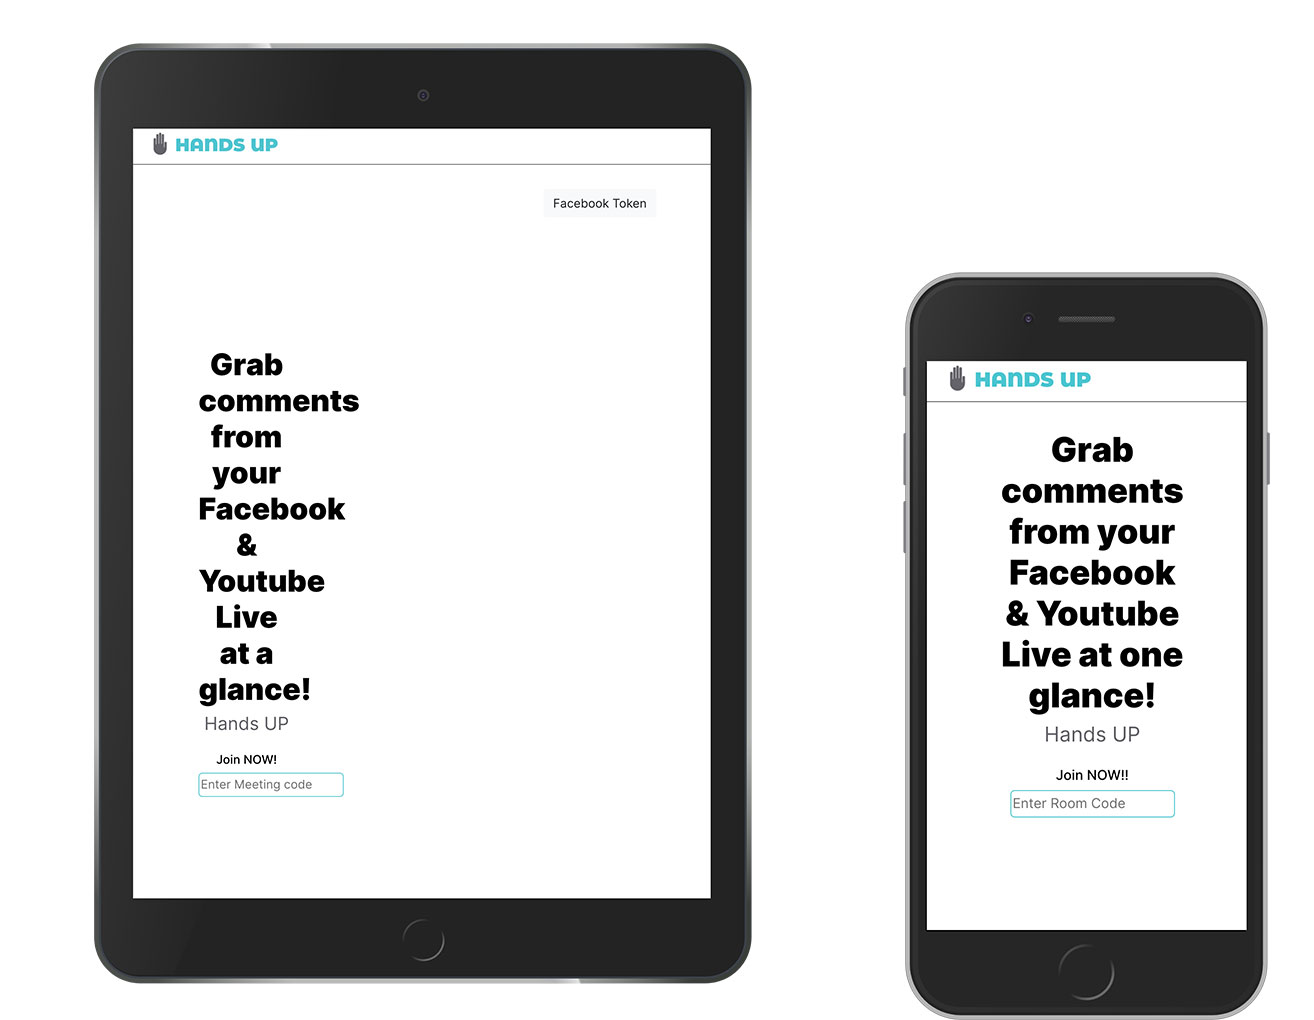 HANDS UP
Facebook Token
Grab
comments
from
your
Facebook
&
Youtube
Live
at a
glance!
Hands UP
Join NOW!
Enter Meeting code
HANDS UP
Grab
comments
from your
Facebook
& Youtube
Live at one
glance!
Hands UP
Join NOW!!
Enter Room Code